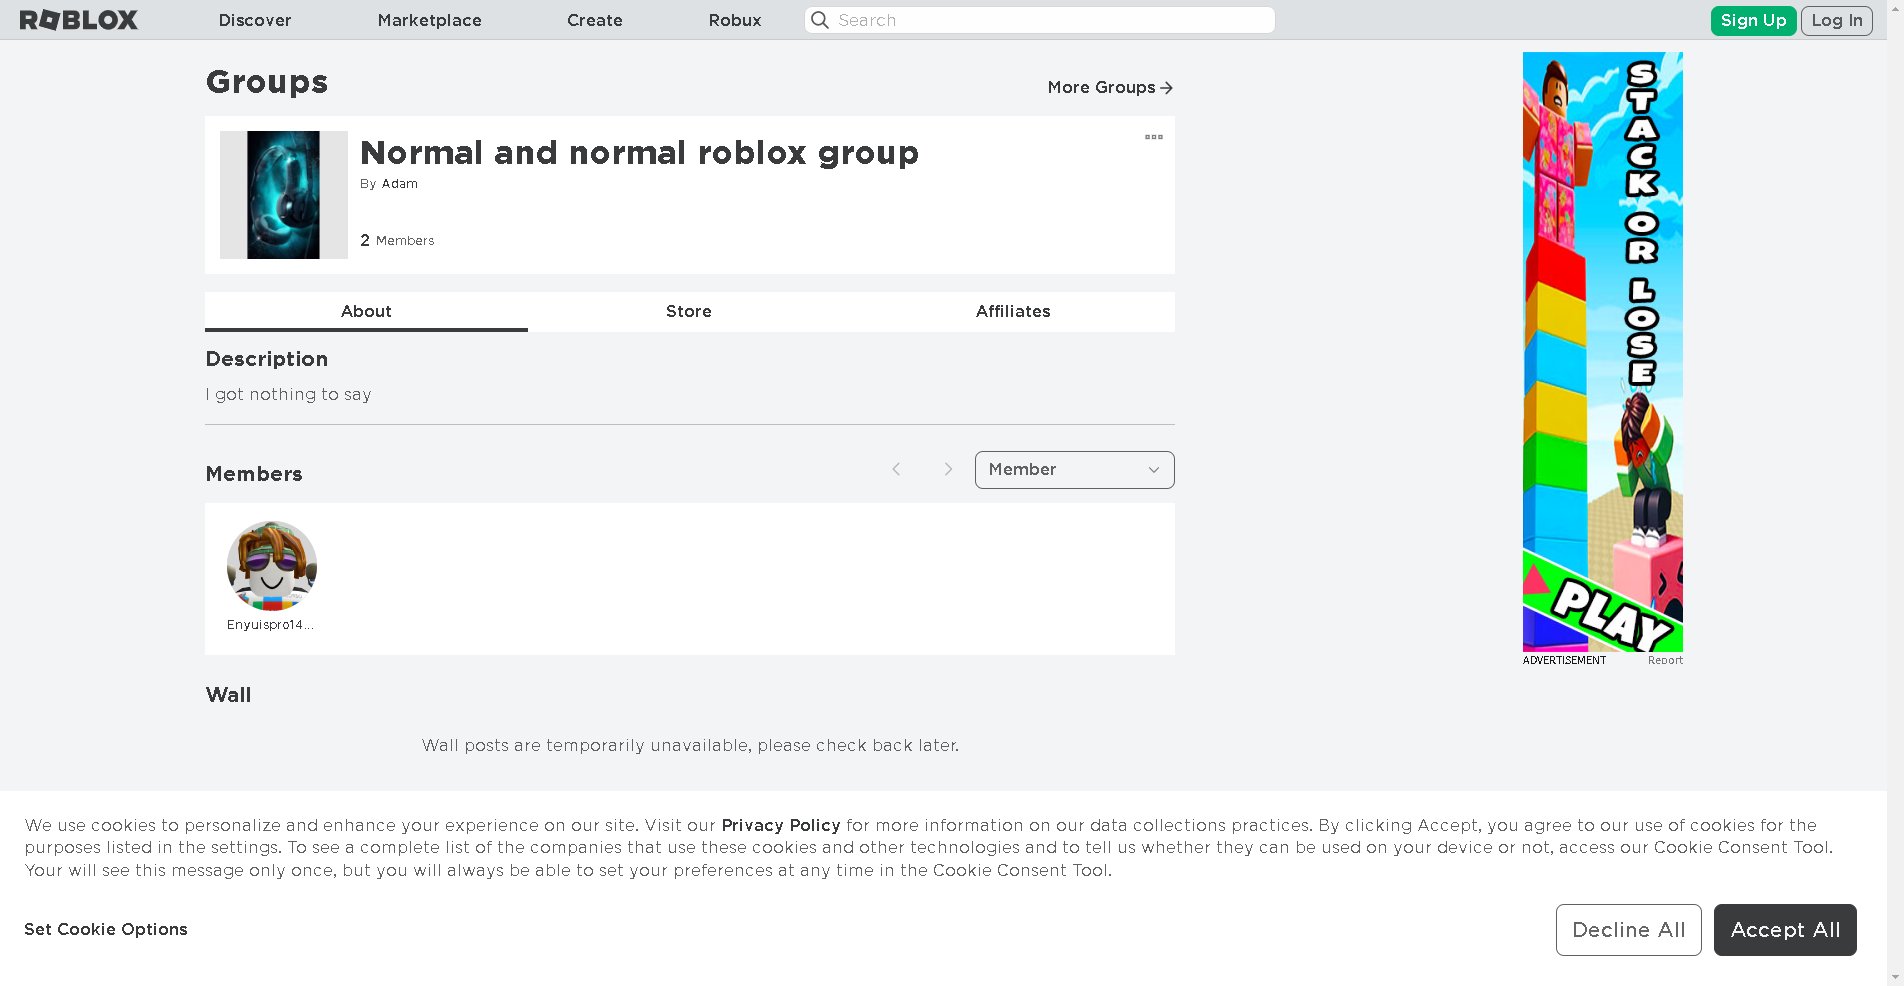 ROBLOX
Discover
Marketplace
Create
Robux
Search
Sign Up
Log In
Groups
More Groups
Normal and normal roblox group
By Adam
2 Members
About
Store
Affiliates
Description
I got nothing to say
Members
Member
Enyuispro14...
Wall
Wall posts are temporarily unavailable, please check back later.
STACK OR LOSE
PLAY
ADVERTISEMENT
Report
We use cookies to personalize and enhance your experience on our site. Visit our Privacy Policy for more information on our data collections practices. By clicking Accept, you agree to our use of cookies for the
purposes listed in the settings. To see a complete list of the companies that use these cookies and other technologies and to tell us whether they can be used on your device or not, access our Cookie Consent Tool.
Your will see this message only once, but you will always be able to set your preferences at any time in the Cookie Consent Tool.
Set Cookie Options
Decline All
Accept All